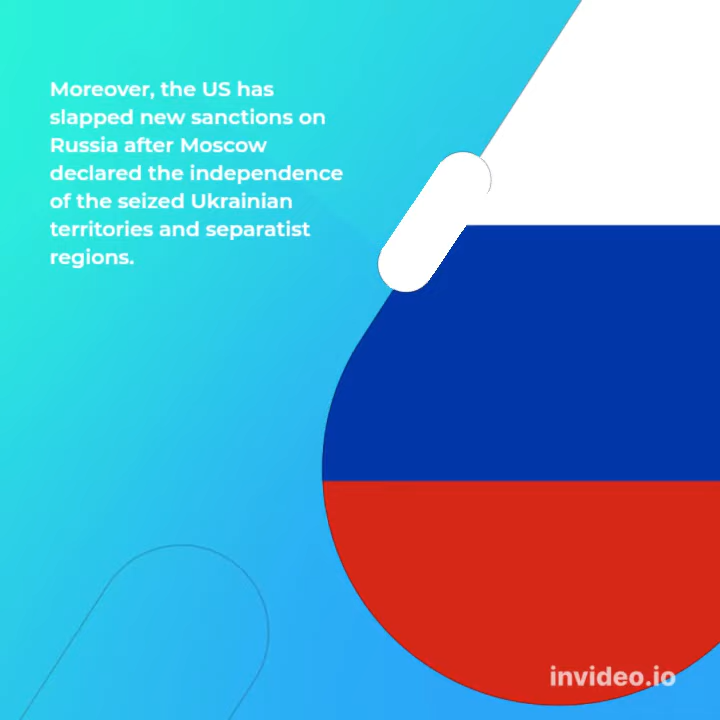 Moreover, the US has
slapped new sanctions on
Russia after Moscow
declared the independence
of the seized Ukrainian
territories and separatist
regions.
invideo.io